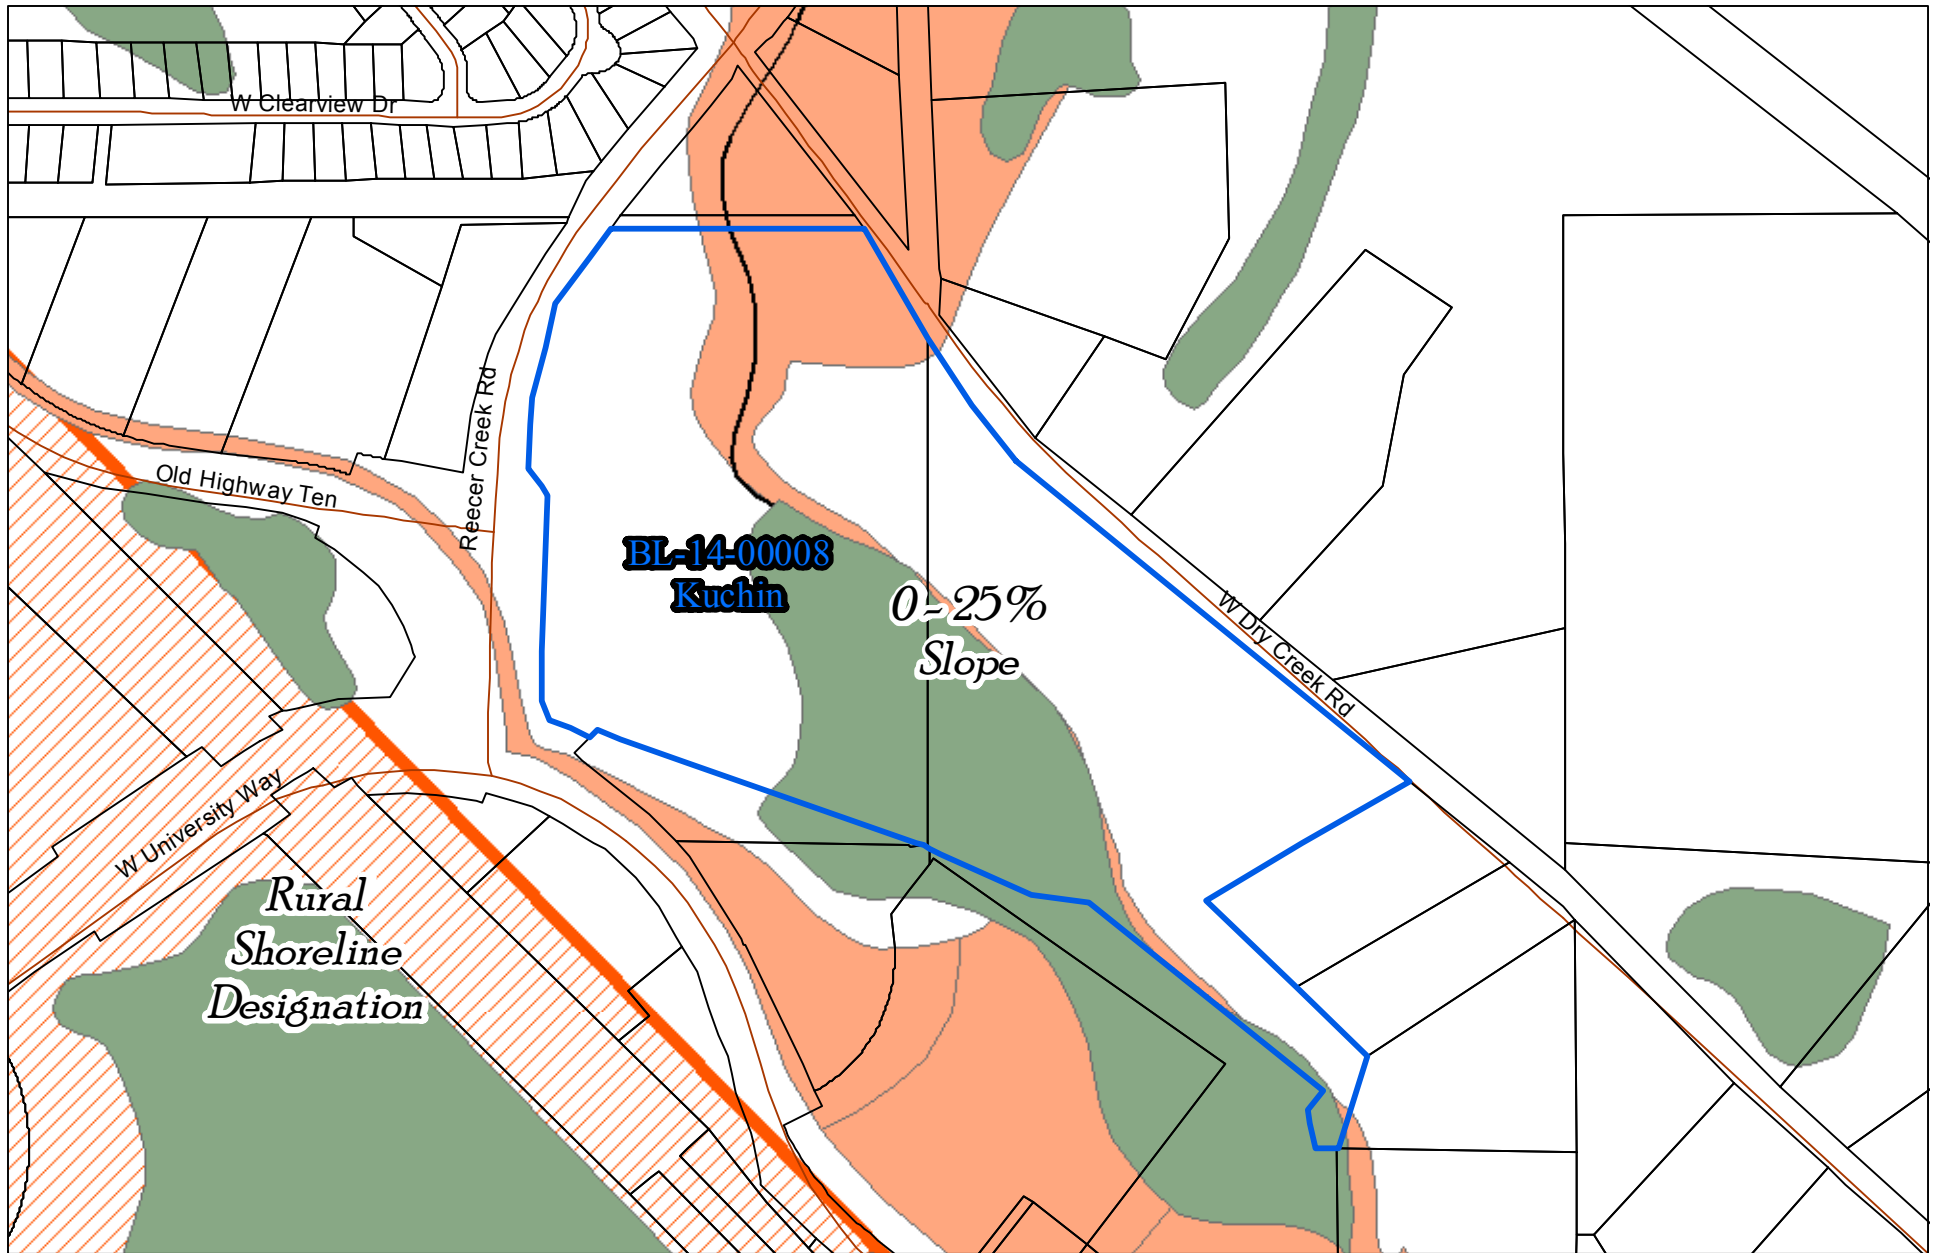 W Clearview Dr
Reecer Creek Rd
Old Highway Ten
BL-14-00008
Kuchin
0 - 25%
Slope
W Dry Creek Rd
W University Way
Rural
Shoreline
Designation